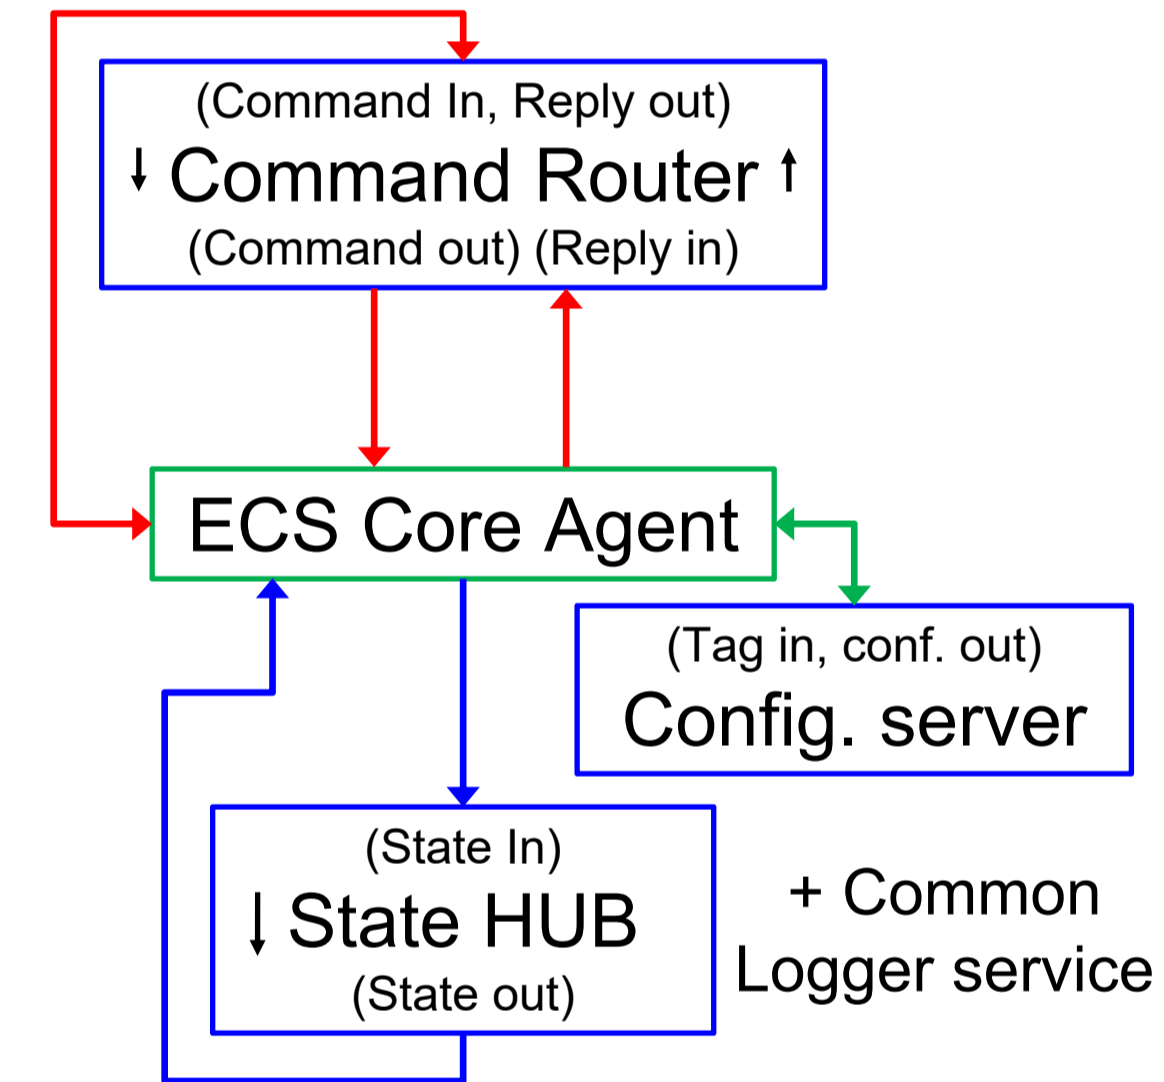 (Command In, Reply out)
↓ Command Router ↑
(Command out) (Reply in)
ECS Core Agent
(Tag in, conf. out)
Config. server
(State In)
↓ State HUB
(State out)
+ Common
Logger service